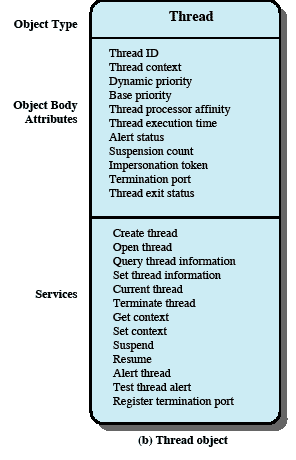 Object Type
Thread
Object Body
Attributes
Thread ID
Thread context
Dynamic priority
Base priority
Thread processor affinity
Thread execution time
Alert status
Suspension count
Impersonation token
Termination port
Thread exit status
Services
Create thread
Open thread
Query thread information
Set thread information
Current thread
Terminate thread
Get context
Set context
Suspend
Resume
Alert thread
Test thread alert
Register termination port
(b) Thread object